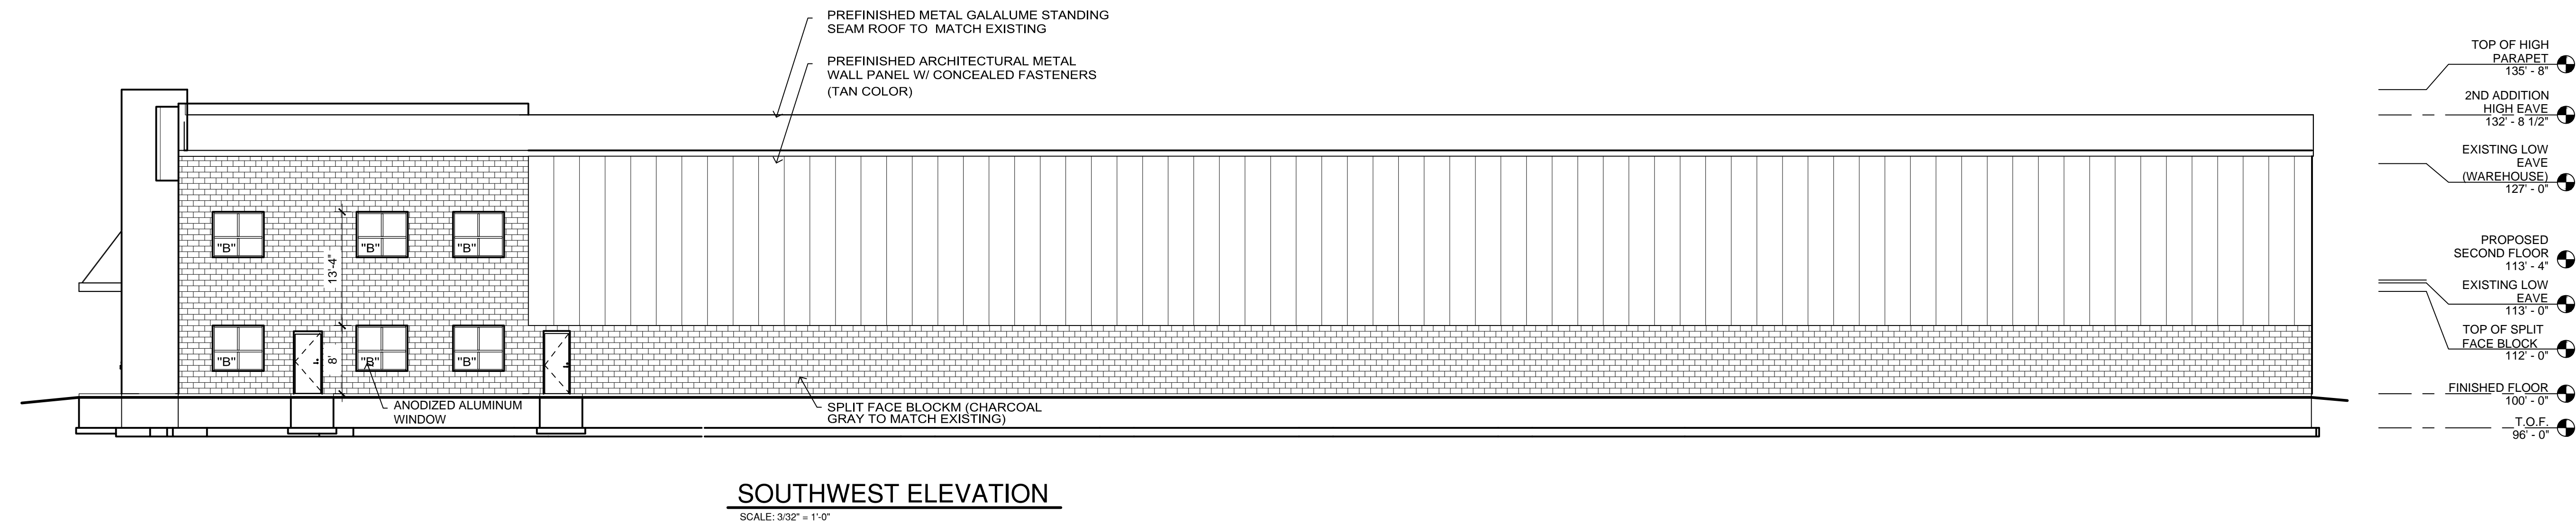 PREFINISHED METAL GALALUME STANDING
SEAM ROOF TO MATCH EXISTING
PREFINISHED ARCHITECTURAL METAL
WALL PANEL W/ CONCEALED FASTENERS
(TAN COLOR)
TOP OF HIGH
PARAPET
135' - 8"
2ND ADDITION
HIGH EAVE
132' - 8 1/2"
EXISTING LOW
EAVE
(WAREHOUSE)
127' - 0"
PROPOSED
SECOND FLOOR
113' - 4"
EXISTING LOW
EAVE
113' - 0"
TOP OF SPLIT
FACE BLOCK
112' - 0"
FINISHED FLOOR
100' - 0"
T.O.F.
96' - 0"
"B"
"B"
"B"
13'-4"
"B"
8'
"B"
"B"
ANODIZED ALUMINUM
WINDOW
SPLIT FACE BLOCKM (CHARCOAL
GRAY TO MATCH EXISTING)
SOUTHWEST ELEVATION
SCALE: 3/32" = 1'-0"